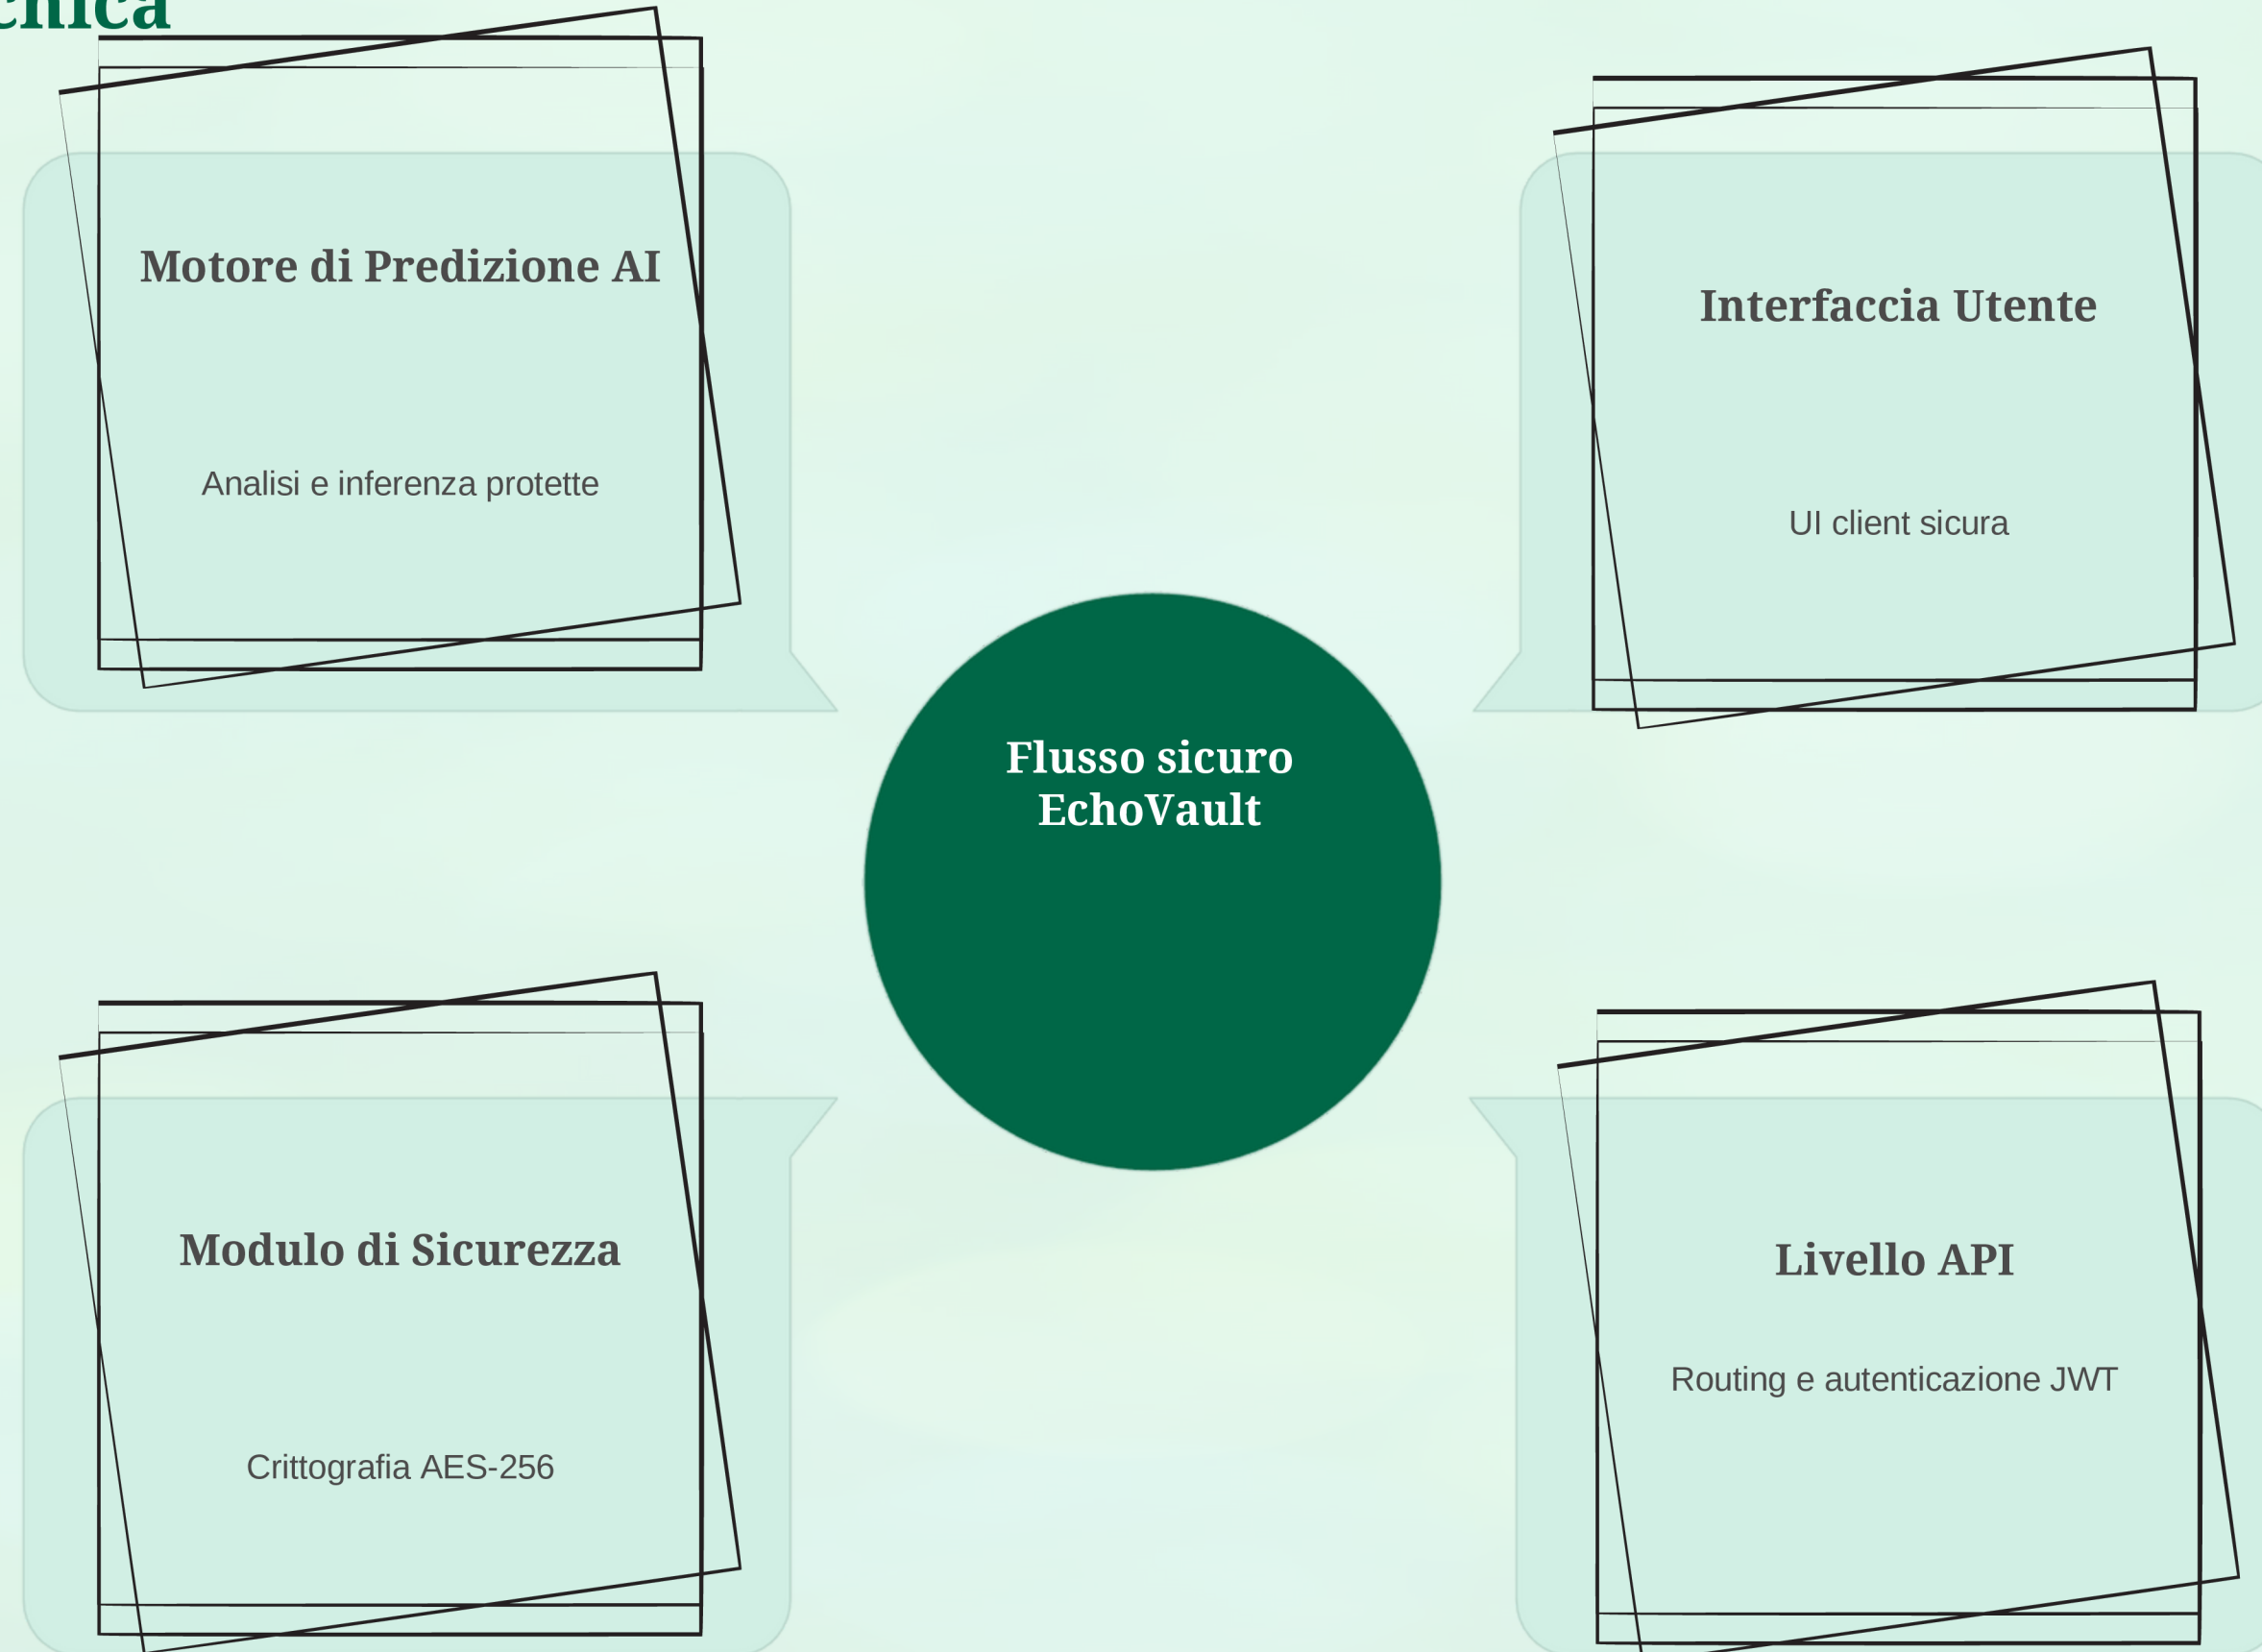 Motore di Predizione AI
Analisi e inferenza protette
Interfaccia Utente
UI client sicura
Flusso sicuro
EchoVault
Modulo di Sicurezza
Crittografia AES-256
Livello API
Routing e autenticazione JWT